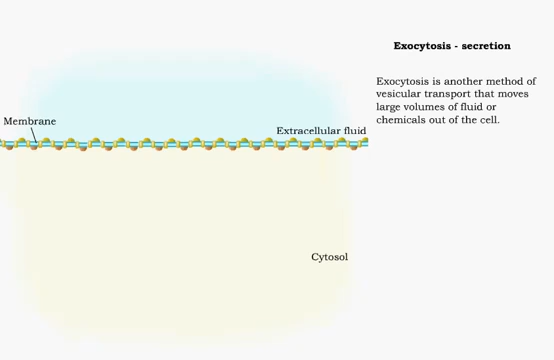 Exocytosis - secretion
Exocytosis is another method of
vesicular transport that moves
large volumes of fluid or
chemicals out of the cell.
Membrane
Extracellular fluid
Cytosol